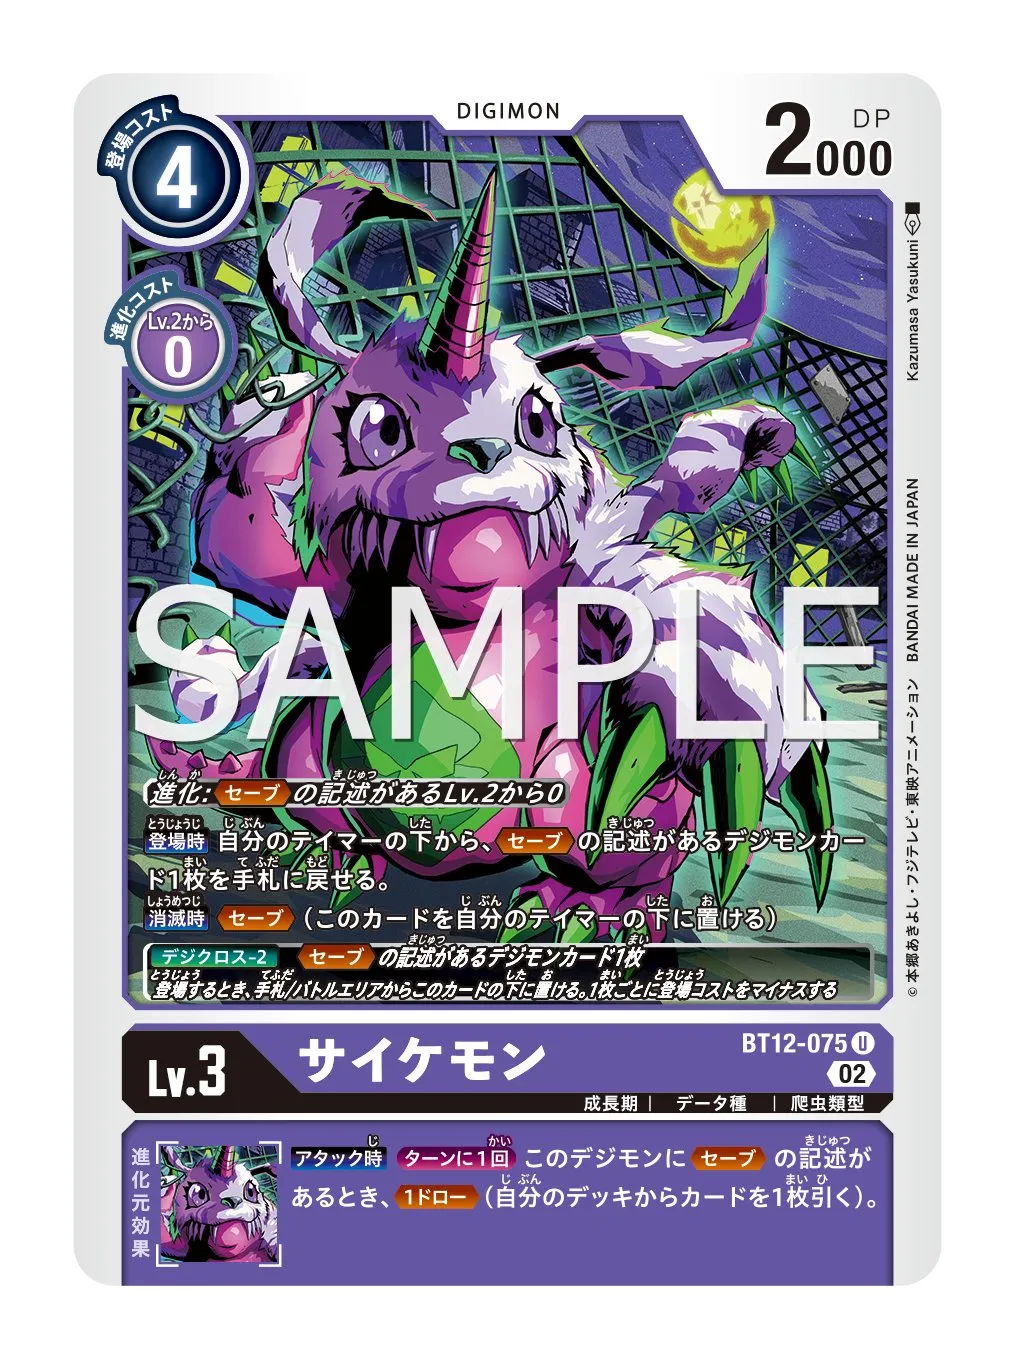 DIGIMON
登場コスト
4
2000
DP
進化コスト
Lv.2から
0
Kazumasa Yasukuni
BANDAI MADE IN JAPAN
© 本郷あきよし・フジテレビ・東映アニメーション
SAMPLE
進化:セーブの記述があるLv.2から0
登場時 自分のテイマーの下から、セーブの記述があるデジモンカー
ド1枚を手札に戻せる。
消滅時 セーブ (このカードを自分のテイマーの下に置ける)
デジクロス-2 セーブの記述があるデジモンカード1枚
登場するとき、手札/バトルエリアからこのカードの下に置ける。1枚ごとに登場コストをマイナスする
Lv.3
サイケモン
BT12-075 U
02
成長期 | データ種 | 爬虫類型
進化元効果
アタック時 ターンに1回 このデジモンに セーブ の記述が
あるとき、1ドロー (自分のデッキからカードを1枚引く)。